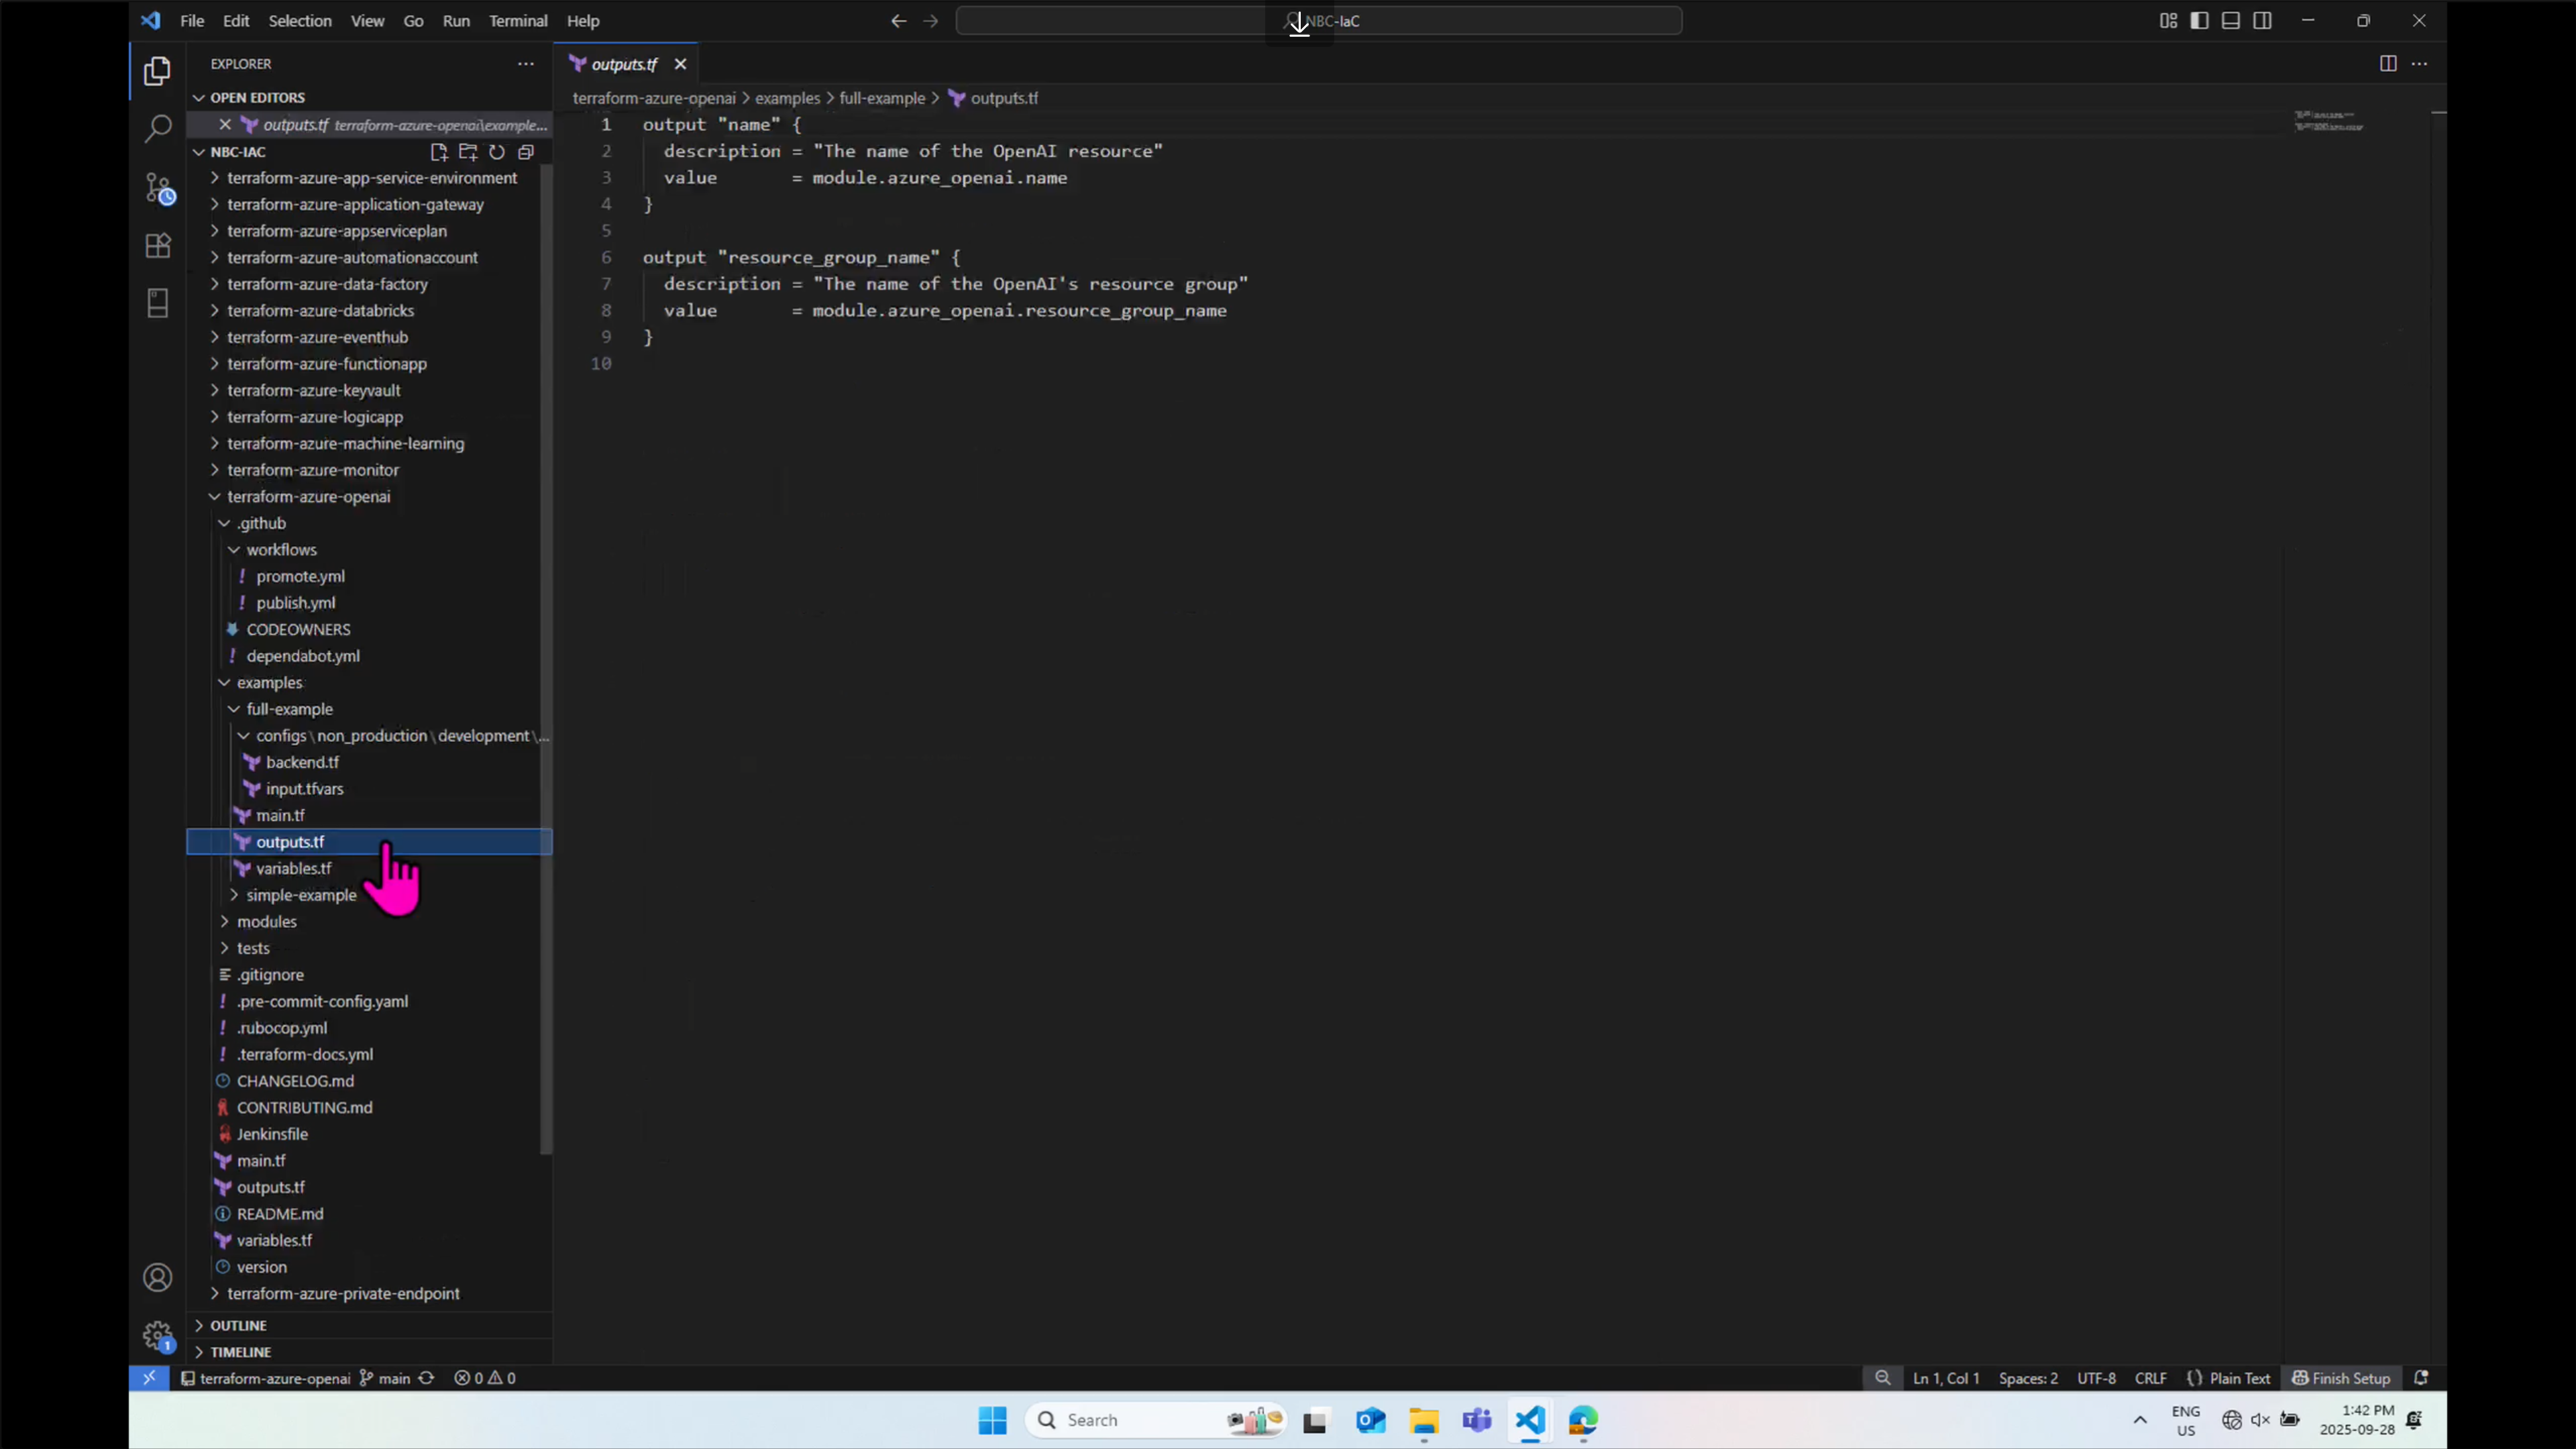 File Edit Selection View Go Run Terminal Help
NBC-IaC
EXPLORER
OPEN EDITORS
outputs.tf terraform-azure-openai\example...
NBC-IAC
terraform-azure-app-service-environment
terraform-azure-application-gateway
terraform-azure-appserviceplan
terraform-azure-automationaccount
terraform-azure-data-factory
terraform-azure-databricks
terraform-azure-eventhub
terraform-azure-functionapp
terraform-azure-keyvault
terraform-azure-logicapp
terraform-azure-machine-learning
terraform-azure-monitor
terraform-azure-openai
.github
workflows
promote.yml
publish.yml
CODEOWNERS
dependabot.yml
examples
full-example
configs\non_production\development\...
backend.tf
input.tfvars
main.tf
outputs.tf
variables.tf
simple-example
modules
tests
.gitignore
.pre-commit-config.yaml
.rubocop.yml
.terraform-docs.yml
CHANGELOG.md
CONTRIBUTING.md
Jenkinsfile
main.tf
outputs.tf
README.md
variables.tf
version
terraform-azure-private-endpoint
OUTLINE
TIMELINE
outputs.tf
terraform-azure-openai > examples > full-example > outputs.tf
1 output "name" {
2 description = "The name of the OpenAI resource"
3 value = module.azure_openai.name
4 }
5
6 output "resource_group_name" {
7 description = "The name of the OpenAI's resource group"
8 value = module.azure_openai.resource_group_name
9 }
10
1
terraform-azure-openai main 0 0 Ln 1, Col 1 Spaces: 2 UTF-8 CRLF {} Plain Text Finish Setup
Search
ENG
US
1:42 PM
2025-09-28